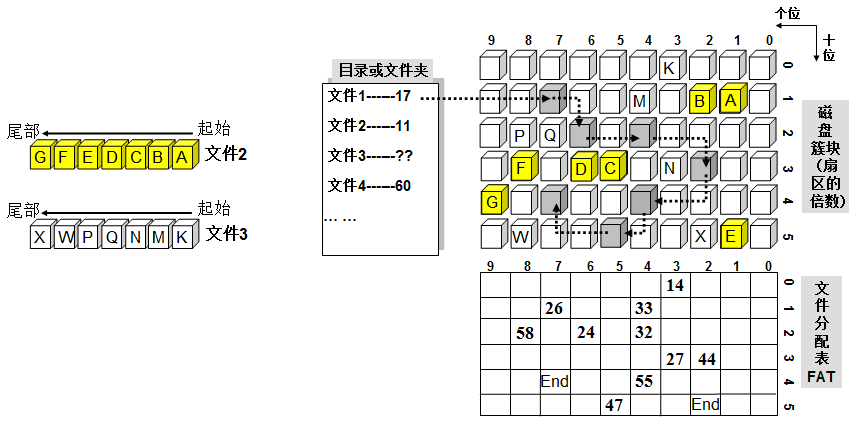 个位
十位
9 8 7 6 5 4 3 2 1 0
目录或文件夹
文件1------17
文件2------11
文件3------??
文件4------60
... ...
尾部
起始
G F E D C B A
文件2
尾部
起始
X W P Q N M K
文件3
K
0
M B A
1
P Q
2
F D C N
3
G
4
W X E
5
磁盘簇块(扇区的倍数)
9 8 7 6 5 4 3 2 1 0
14
0
26 33
1
58 24 32
2
27 44
3
End 55
4
47 End
5
文件分配表
FAT